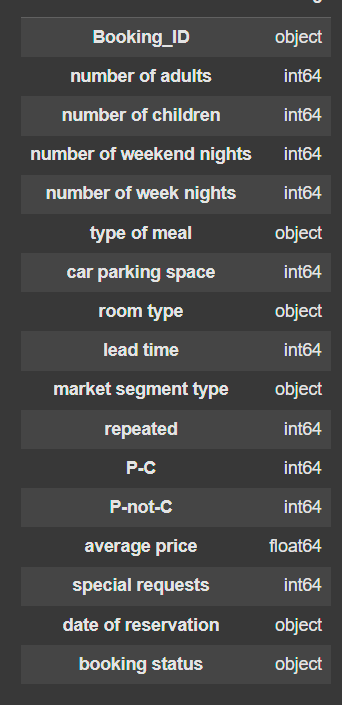 Booking_ID object
number of adults int64
number of children int64
number of weekend nights int64
number of week nights int64
type of meal object
car parking space int64
room type object
lead time int64
market segment type object
repeated int64
P-C int64
P-not-C int64
average price float64
special requests int64
date of reservation object
booking status object